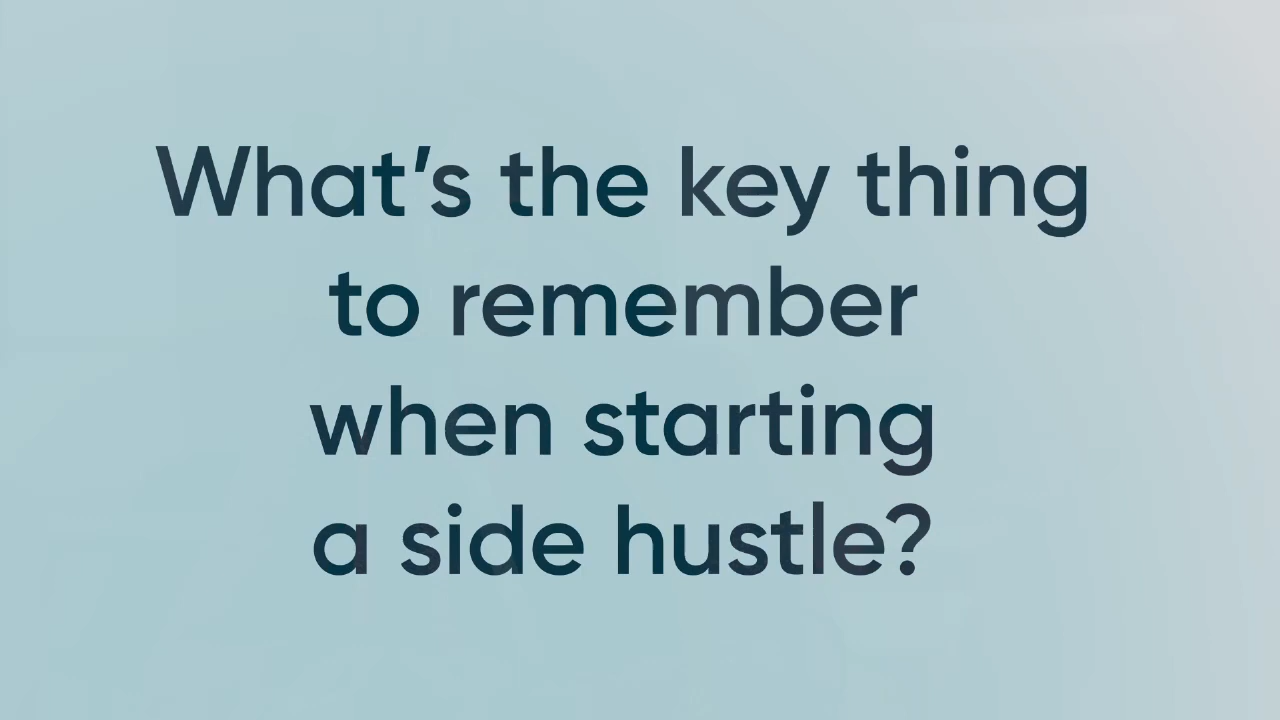 What’s the key thing
to remember
when starting
a side hustle?